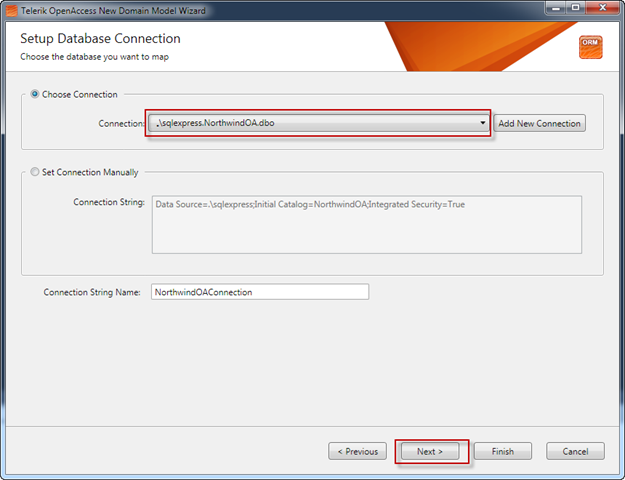 Telerik OpenAccess New Domain Model Wizard
Setup Database Connection
Choose the database you want to map
ORM
Choose Connection
Connection: .\sqlexpress.NorthwindOA.dbo Add New Connection
Set Connection Manually
Connection String: Data Source=.\sqlexpress;Initial Catalog=NorthwindOA;Integrated Security=True
Connection String Name: NorthwindOAConnection
< Previous Next > Finish Cancel